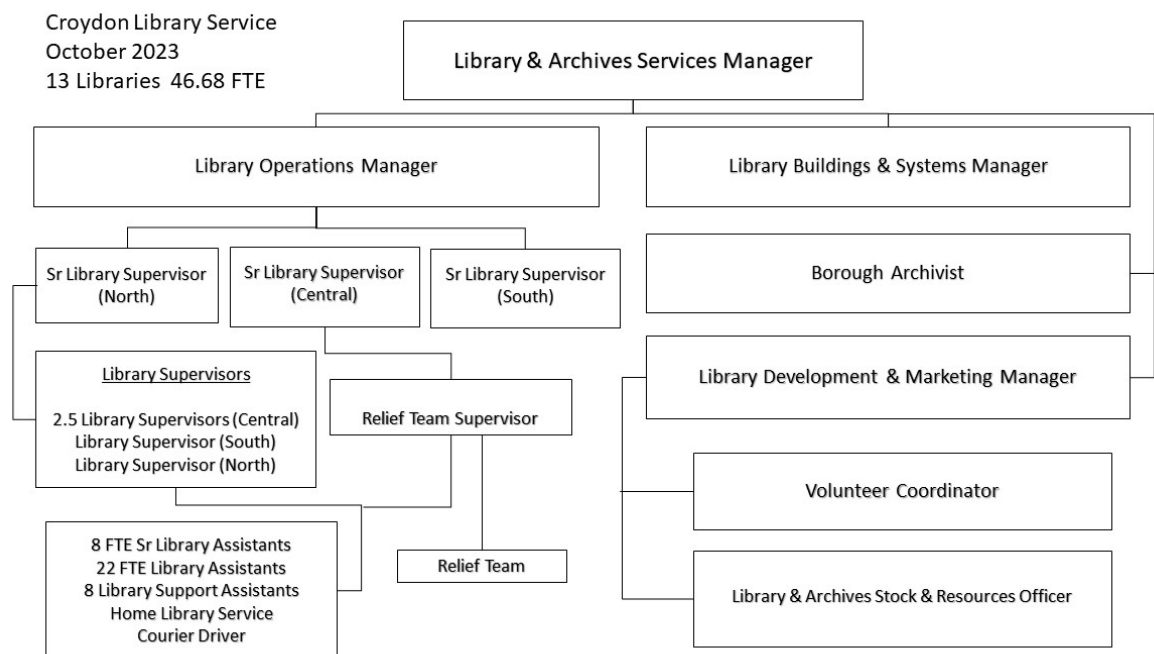 Croydon Library Service
October 2023
13 Libraries 46.68 FTE
Library & Archives Services Manager
Library Operations Manager
Library Buildings & Systems Manager
Sr Library Supervisor
(North)
Sr Library Supervisor
(Central)
Sr Library Supervisor
(South)
Borough Archivist
Library Supervisors
2.5 Library Supervisors (Central)
Library Supervisor (South)
Library Supervisor (North)
Relief Team Supervisor
Library Development & Marketing Manager
Volunteer Coordinator
8 FTE Sr Library Assistants
22 FTE Library Assistants
8 Library Support Assistants
Home Library Service
Courier Driver
Relief Team
Library & Archives Stock & Resources Officer